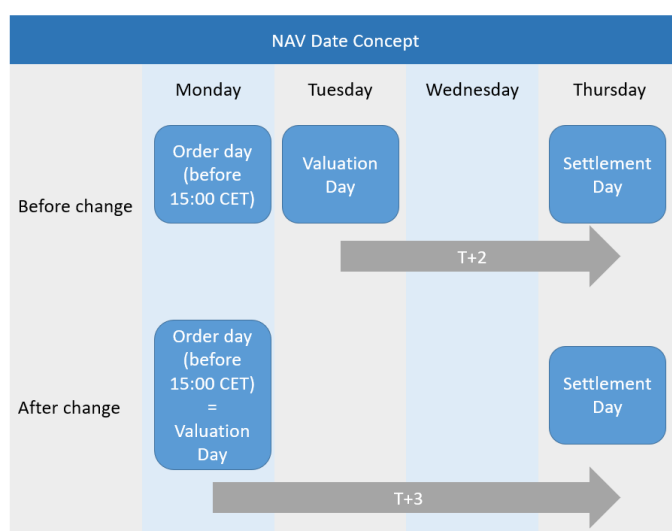 NAV Date Concept
Monday
Tuesday
Wednesday
Thursday
Before change
Order day
(before
15:00 CET)
Valuation
Day
Settlement
Day
T+2
After change
Order day
(before
15:00 CET)
=
Valuation
Day
Settlement
Day
T+3